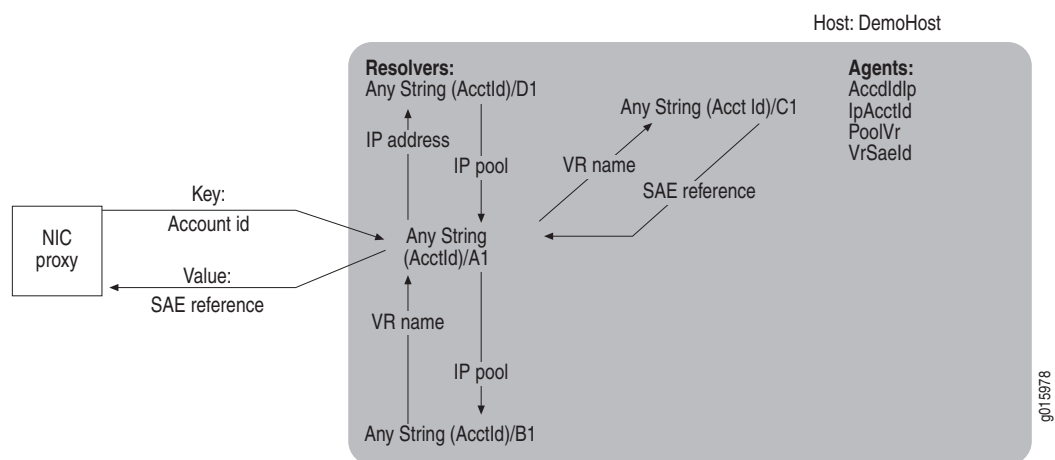 Host: DemoHost
Resolvers:
Any String (AcctId)/D1
Agents:
AccdIdIp
IpAcctId
PoolVr
VrSaeId
Any String (Acct Id)/C1
IP address
IP pool
VR name
SAE reference
Key:
Account id
NIC
proxy
Any String
(AcctId)/A1
Value:
SAE reference
VR name
IP pool
Any String (AcctId)/B1
g015978